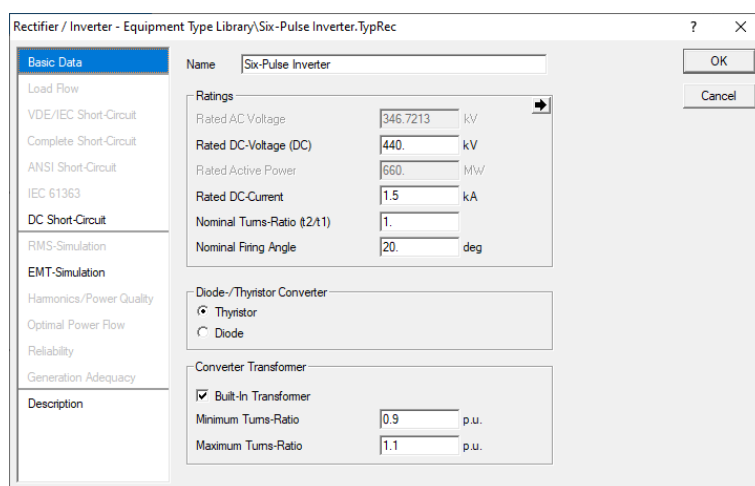 Rectifier / Inverter - Equipment Type Library\Six-Pulse Inverter.TypRec ? ×
Basic Data
Load Flow
VDE/IEC Short-Circuit
Complete Short-Circuit
ANSI Short-Circuit
IEC 61363
DC Short-Circuit
RMS-Simulation
EMT-Simulation
Harmonics/Power Quality
Optimal Power Flow
Reliability
Generation Adequacy
Description
Name Six-Pulse Inverter
Ratings
Rated AC Voltage 346.7213 kV
Rated DC-Voltage (DC) 440. kV
Rated Active Power 660. MW
Rated DC-Current 1.5 kA
Nominal Turns-Ratio (t2/t1) 1.
Nominal Firing Angle 20. deg
Diode-/Thyristor Converter
Thyristor
Diode
Converter Transformer
Built-In Transformer
Minimum Turns-Ratio 0.9 p.u.
Maximum Turns-Ratio 1.1 p.u.
OK
Cancel